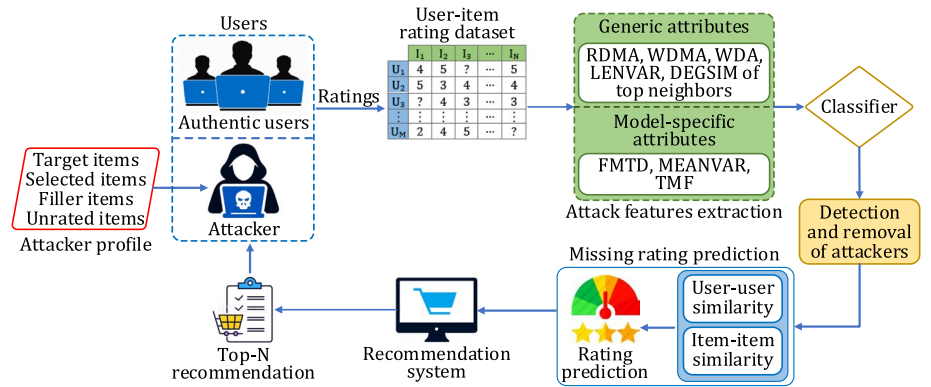 Users
Authentic users
Attacker
Target items
Selected items
Filler items
Unrated items
Attacker profile
Ratings
User-item
rating dataset
I1 I2 I3 ... IN
U1 4 5 ? ... 5
U2 5 3 4 ... 4
U3 ? 4 3 ... 3
⋮ ⋮ ⋮ ⋮ ... ⋮
UM 2 4 5 ... ?
Generic attributes
RDMA, WDMA, WDA,
LENVAR, DEGSIM of
top neighbors
Model-specific
attributes
FMTD, MEANVAR,
TMF
Attack features extraction
Classifier
Detection
and removal
of attackers
Missing rating prediction
User-user
similarity
Item-item
similarity
Rating
prediction
Recommendation
system
Top-N
recommendation